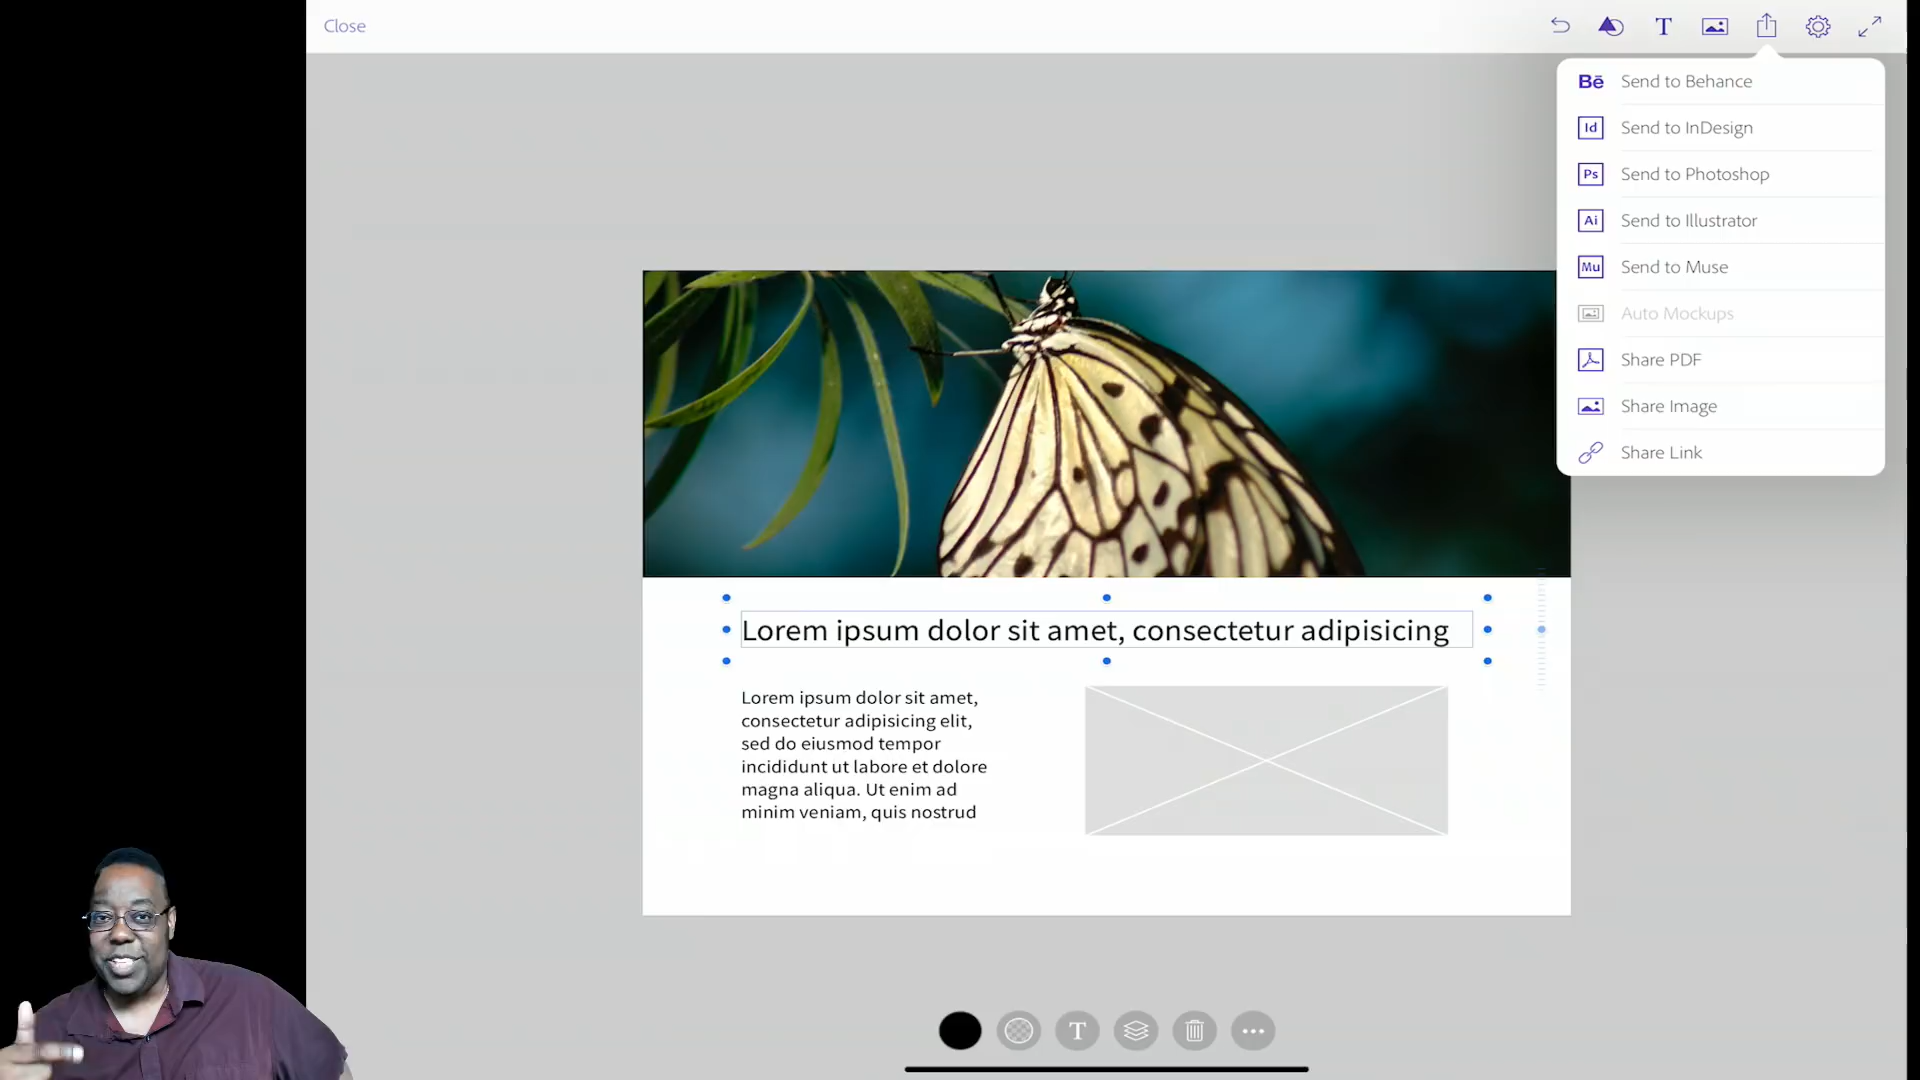 Close
T
Bē Send to Behance
Id Send to InDesign
Ps Send to Photoshop
Ai Send to Illustrator
Mu Send to Muse
Auto Mockups
Share PDF
Share Image
Share Link
Lorem ipsum dolor sit amet, consectetur adipisicing
Lorem ipsum dolor sit amet,
consectetur adipisicing elit,
sed do eiusmod tempor
incididunt ut labore et dolore
magna aliqua. Ut enim ad
minim veniam, quis nostrud
T